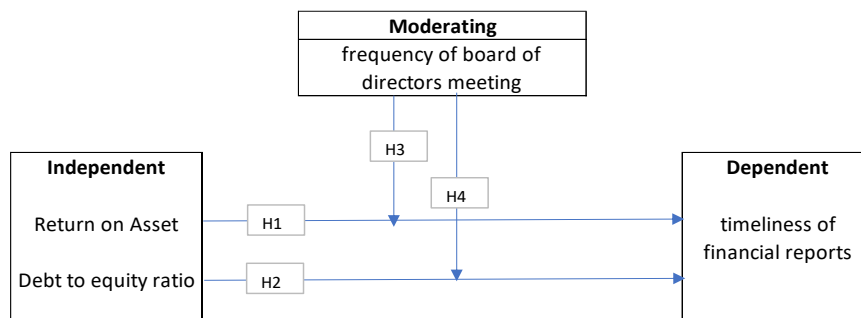 Moderating
frequency of board of
directors meeting
H3
H4
Independent
Return on Asset
Debt to equity ratio
H1
H2
Dependent
timeliness of
financial reports